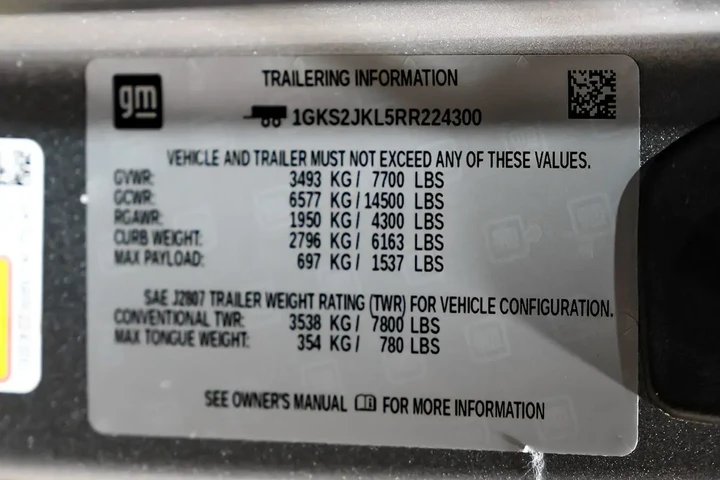 gm
TRAILERING INFORMATION
1GKS2JKL5RR224300
VEHICLE AND TRAILER MUST NOT EXCEED ANY OF THESE VALUES.
GVWR: 3493 KG / 7700 LBS
GCWR: 6577 KG / 14500 LBS
RGAWR: 1950 KG / 4300 LBS
CURB WEIGHT: 2796 KG / 6163 LBS
MAX PAYLOAD: 697 KG / 1537 LBS
SAE J2807 TRAILER WEIGHT RATING (TWR) FOR VEHICLE CONFIGURATION.
CONVENTIONAL TWR: 3538 KG / 7800 LBS
MAX TONGUE WEIGHT: 354 KG / 780 LBS
SEE OWNER'S MANUAL FOR MORE INFORMATION